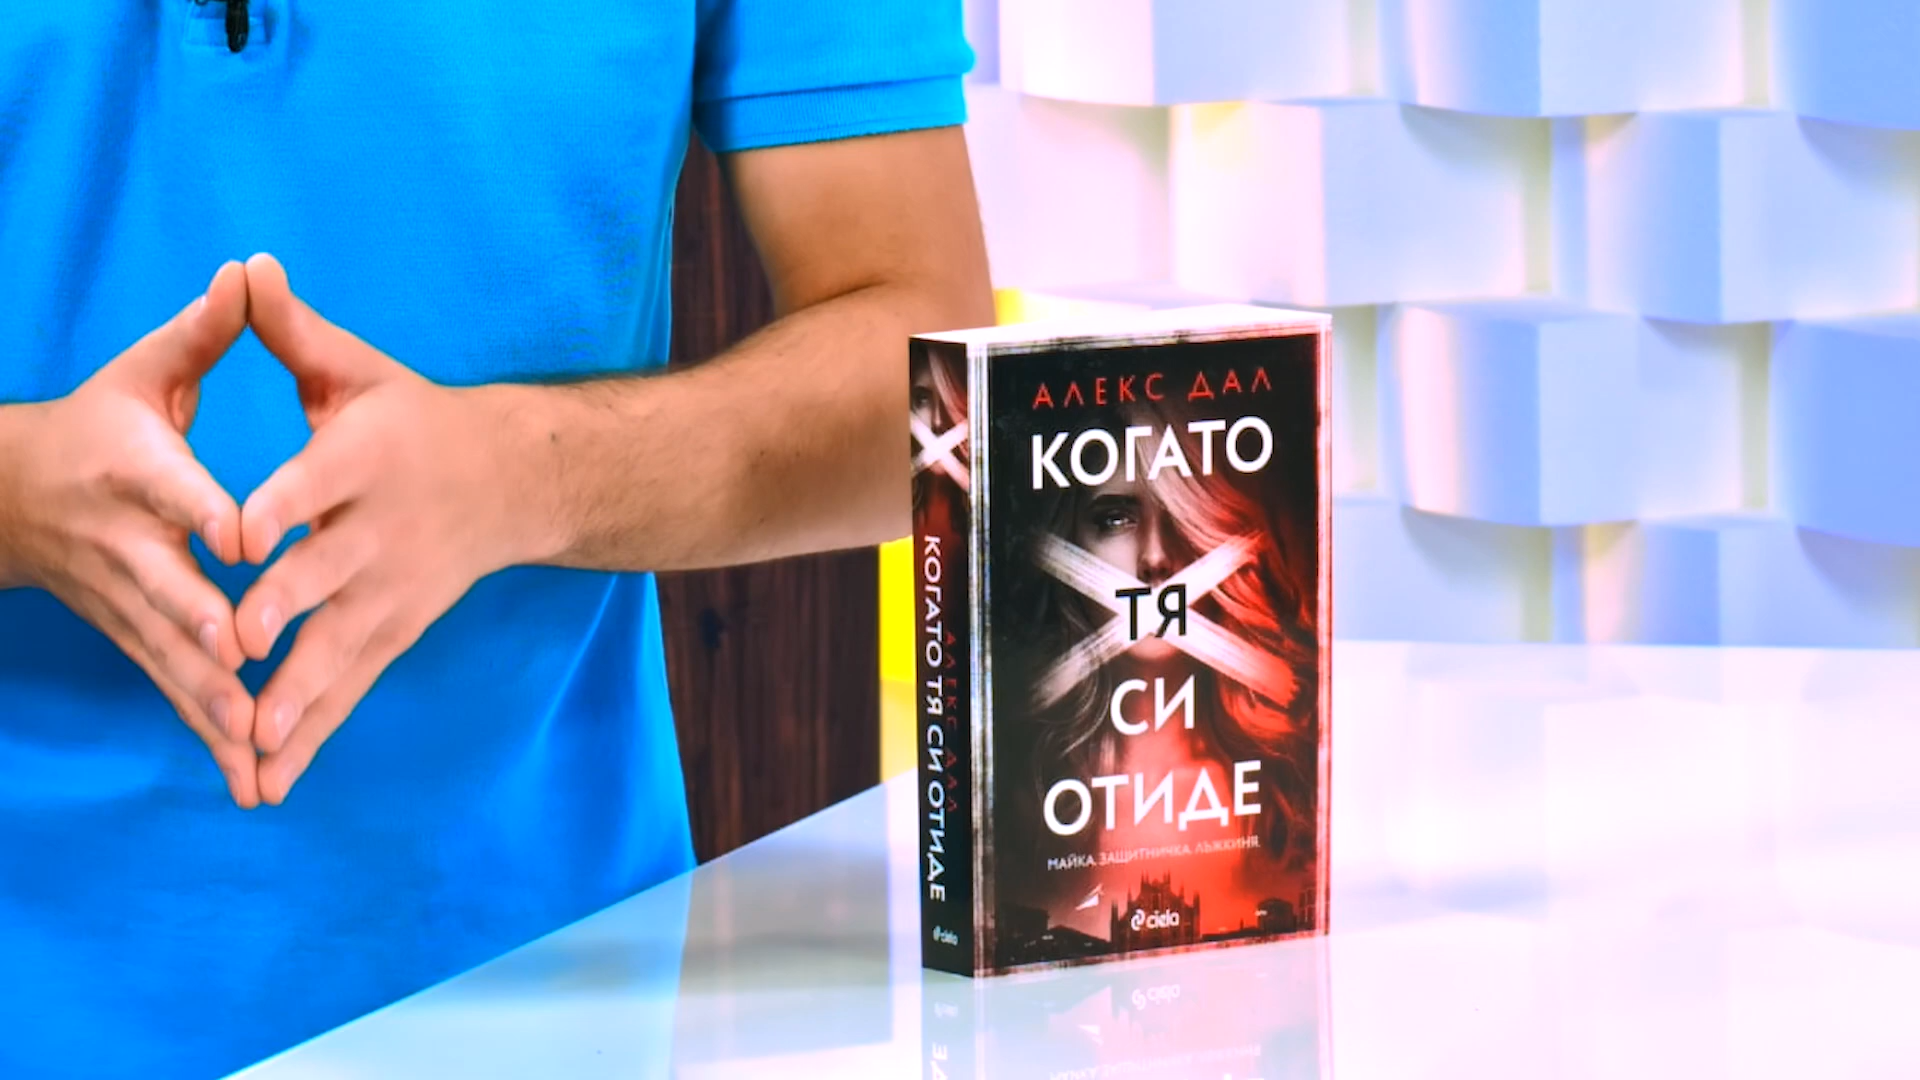 АЛЕКС ДАЛ
КОГАТО
ТЯ
СИ
ОТИДЕ
МАЙКА. ЗАЩИТНИЧКА. ЛЪЖКИНЯ.
ciela
КОГАТО ТЯ СИ ОТИДЕ
АЛЕКС ДАЛ
ciela